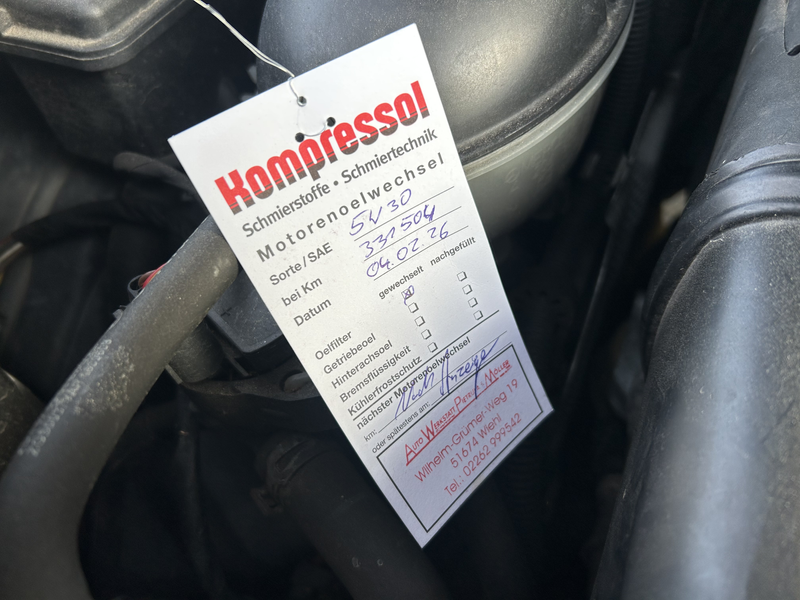 Kompressol
Schmierstoffe • Schmiertechnik
Motorenoelwechsel
Sorte/SAE 5W30
bei Km 331504
Datum 04.02.26
gewechselt nachgefüllt
Oelfilter
Getriebeoel
Hinterachsoel
Bremsflüssigkeit
Kühlerfrostschutz
nächster Motorenoelwechsel
km: Nach Anzeige
oder spätestens am:
AUTO WERKSTATT
Wilhelm-Grümer-Weg 19
51674 Wiehl
Tel.: 02262 999542